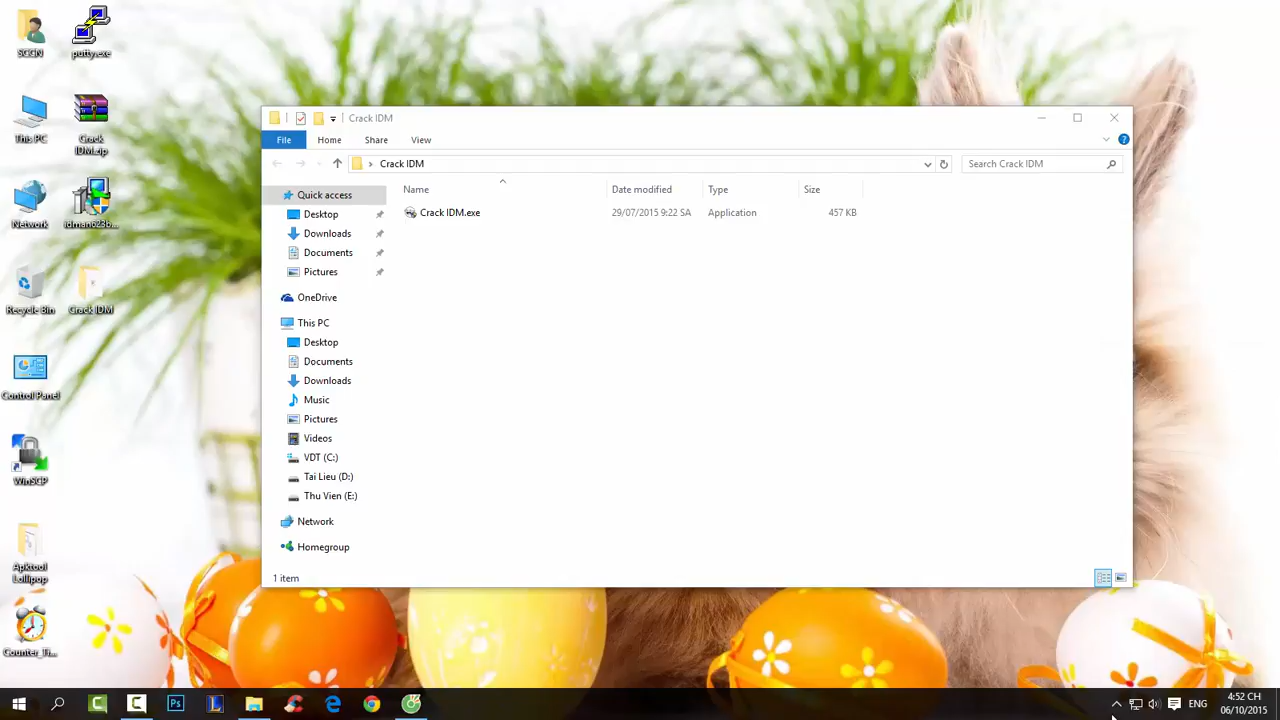 SCCN
putty.exe
This PC
Crack
IDM.zip
Network
idman623b...
Recycle Bin
Crack IDM
Control Panel
WinSCP
Apktool
Lollipop
Counter_Ti...
Crack IDM
File
Home
Share
View
Crack IDM
Search Crack IDM
Name
Date modified
Type
Size
Crack IDM.exe
29/07/2015 9:22 SA
Application
457 KB
Quick access
Desktop
Downloads
Documents
Pictures
OneDrive
This PC
Desktop
Documents
Downloads
Music
Pictures
Videos
VDT (C:)
Tai Lieu (D:)
Thu Vien (E:)
Network
Homegroup
1 item
ENG
4:52 CH
06/10/2015